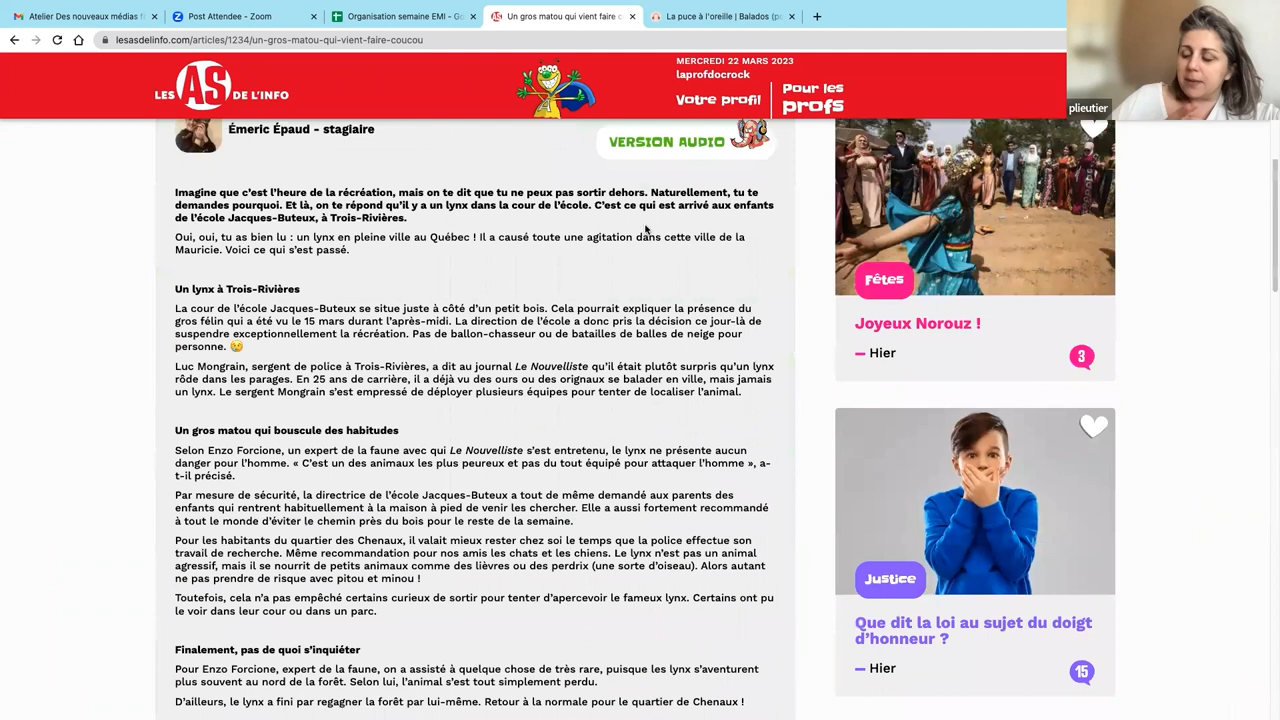 Atelier Des nouveaux médias f
Post Attendee - Zoom
Organisation semaine EMI - Go
Un gros matou qui vient faire c
La puce à l'oreille | Balados (po
lesasdelinfo.com/articles/1234/un-gros-matou-qui-vient-faire-coucou
plieutier
LES AS DE L'INFO
MERCREDI 22 MARS 2023
laprofdocrock
Votre profil
Pour les
profs
Émeric Épaud - stagiaire
VERSION AUDIO
Imagine que c'est l'heure de la récréation, mais on te dit que tu ne peux pas sortir dehors. Naturellement, tu te
demandes pourquoi. Et là, on te répond qu'il y a un lynx dans la cour de l'école. C'est ce qui est arrivé aux enfants
de l'école Jacques-Buteux, à Trois-Rivières.
Oui, oui, tu as bien lu : un lynx en pleine ville au Québec ! Il a causé toute une agitation dans cette ville de la
Mauricie. Voici ce qui s'est passé.
Un lynx à Trois-Rivières
La cour de l'école Jacques-Buteux se situe juste à côté d'un petit bois. Cela pourrait expliquer la présence du
gros félin qui a été vu le 15 mars durant l'après-midi. La direction de l'école a donc pris la décision ce jour-là de
suspendre exceptionnellement la récréation. Pas de ballon-chasseur ou de batailles de balles de neige pour
personne. 😢
Luc Mongrain, sergent de police à Trois-Rivières, a dit au journal Le Nouvelliste qu'il était plutôt surpris qu'un lynx
rôde dans les parages. En 25 ans de carrière, il a déjà vu des ours ou des orignaux se balader en ville, mais jamais
un lynx. Le sergent Mongrain s'est empressé de déployer plusieurs équipes pour tenter de localiser l'animal.
Un gros matou qui bouscule des habitudes
Selon Enzo Forcione, un expert de la faune avec qui Le Nouvelliste s'est entretenu, le lynx ne présente aucun
danger pour l'homme. « C'est un des animaux les plus peureux et pas du tout équipé pour attaquer l'homme », a-
t-il précisé.
Par mesure de sécurité, la directrice de l'école Jacques-Buteux a tout de même demandé aux parents des
enfants qui rentrent habituellement à la maison à pied de venir les chercher. Elle a aussi fortement recommandé
à tout le monde d'éviter le chemin près du bois pour le reste de la semaine.
Pour les habitants du quartier des Chenaux, il valait mieux rester chez soi le temps que la police effectue son
travail de recherche. Même recommandation pour nos amis les chats et les chiens. Le lynx n'est pas un animal
agressif, mais il se nourrit de petits animaux comme des lièvres ou des perdrix (une sorte d'oiseau). Alors autant
ne pas prendre de risque avec pitou et minou !
Toutefois, cela n'a pas empêché certains curieux de sortir pour tenter d'apercevoir le fameux lynx. Certains ont pu
le voir dans leur cour ou dans un parc.
Finalement, pas de quoi s'inquiéter
Pour Enzo Forcione, expert de la faune, on a assisté à quelque chose de très rare, puisque les lynx s'aventurent
plus souvent au nord de la forêt. Selon lui, l'animal s'est tout simplement perdu.
D'ailleurs, le lynx a fini par regagner la forêt par lui-même. Retour à la normale pour le quartier de Chenaux !
Fêtes
Joyeux Norouz !
Hier
3
Justice
Que dit la loi au sujet du doigt
d'honneur ?
Hier
15